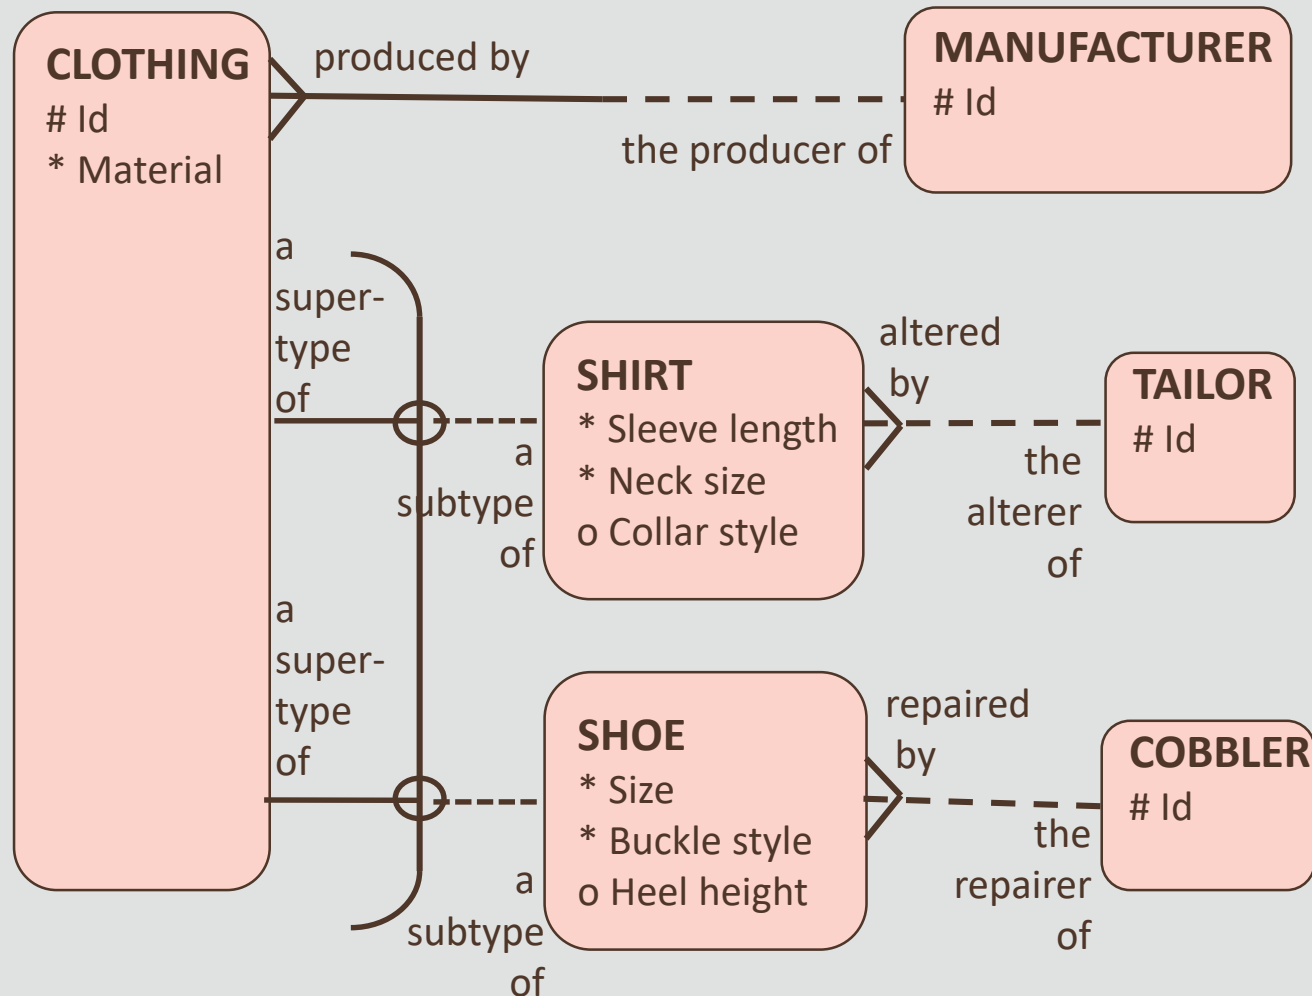 CLOTHING
# Id
* Material
produced by
the producer of
MANUFACTURER
# Id
a
super-
type
of
a
subtype
of
SHIRT
* Sleeve length
* Neck size
o Collar style
altered
by
the
alterer
of
TAILOR
# Id
a
super-
type
of
a
subtype
of
SHOE
* Size
* Buckle style
o Heel height
repaired
by
the
repairer
of
COBBLER
# Id